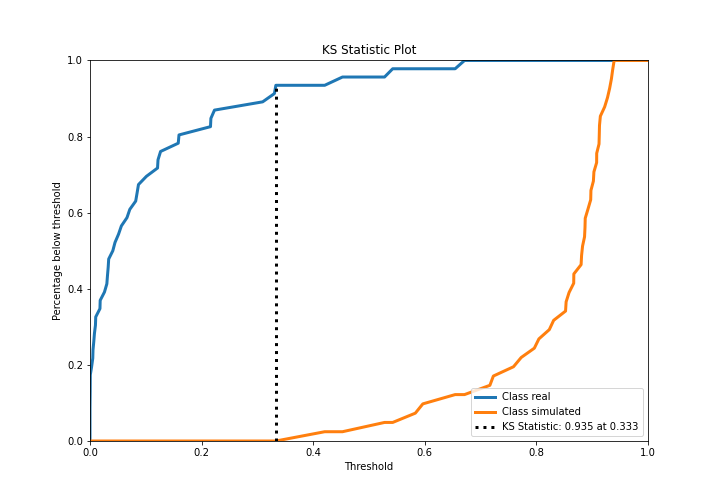 KS Statistic Plot
1.0
0.8
0.6
0.4
0.2
0.0
Percentage below threshold
0.0 0.2 0.4 0.6 0.8 1.0
Threshold
Class real
Class simulated
KS Statistic: 0.935 at 0.333